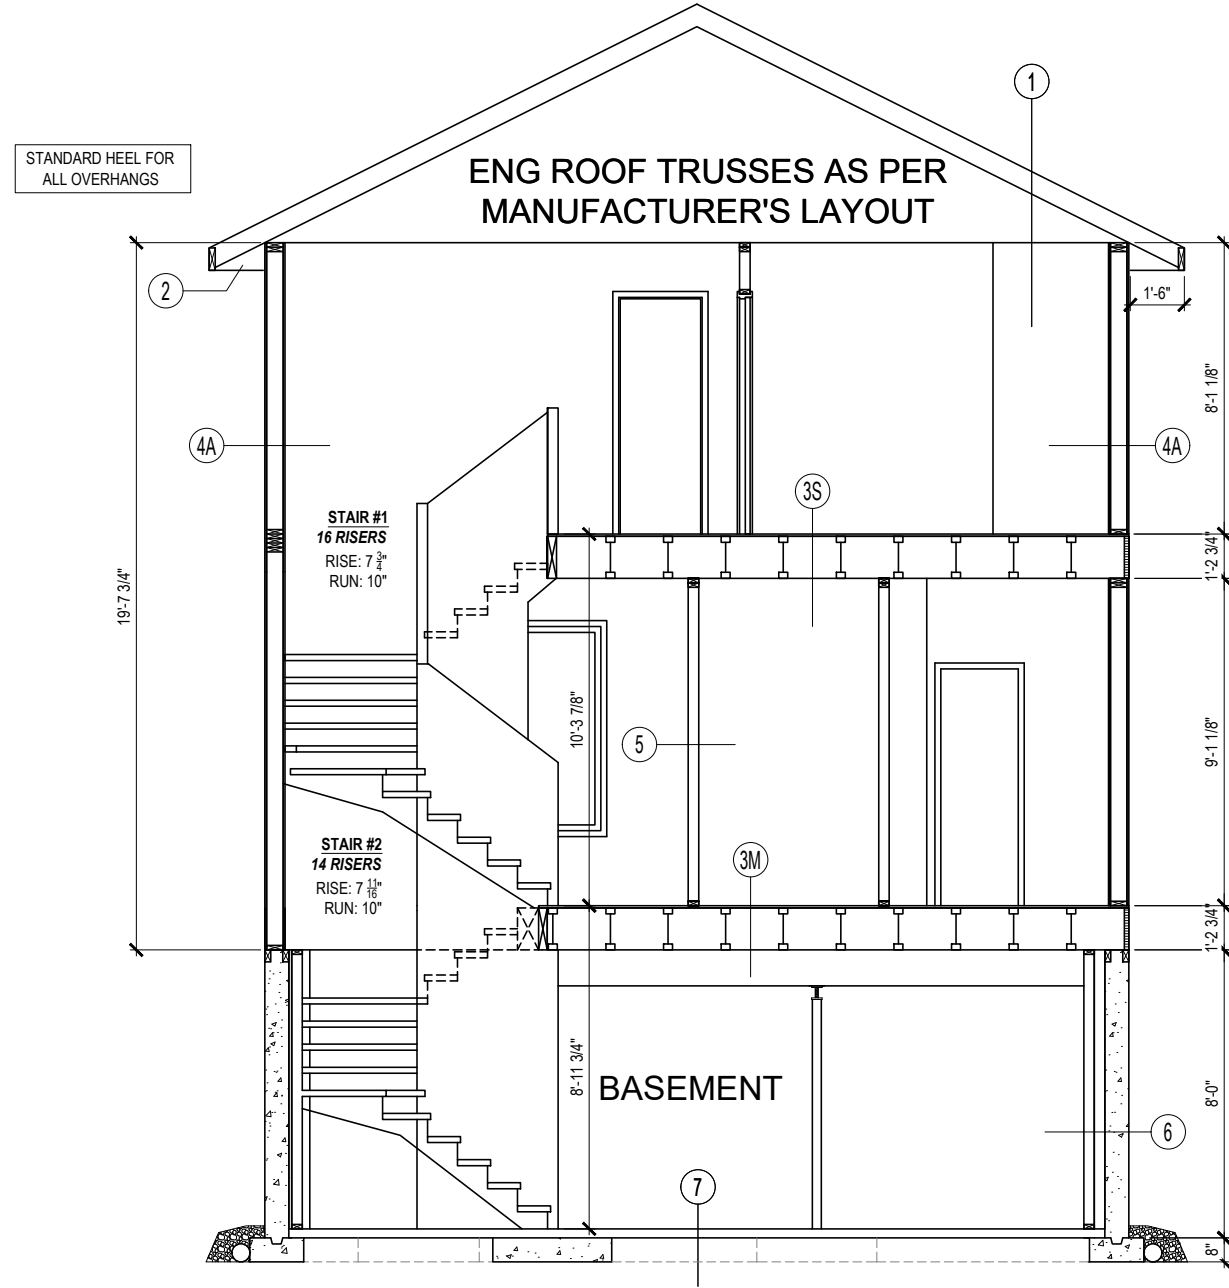 1
STANDARD HEEL FOR
ALL OVERHANGS
ENG ROOF TRUSSES AS PER
MANUFACTURER'S LAYOUT
2
1'-6"
8'-1 1/8"
4A
4A
3S
STAIR #1
16 RISERS
RISE: 7 3/4"
RUN: 10"
1'-2 3/4"
19'-7 3/4"
10'-3 7/8"
5
9'-1 1/8"
STAIR #2
14 RISERS
RISE: 7 11/16"
RUN: 10"
3M
1'-2 3/4"
8'-11 3/4"
BASEMENT
8'-0"
6
7
8"